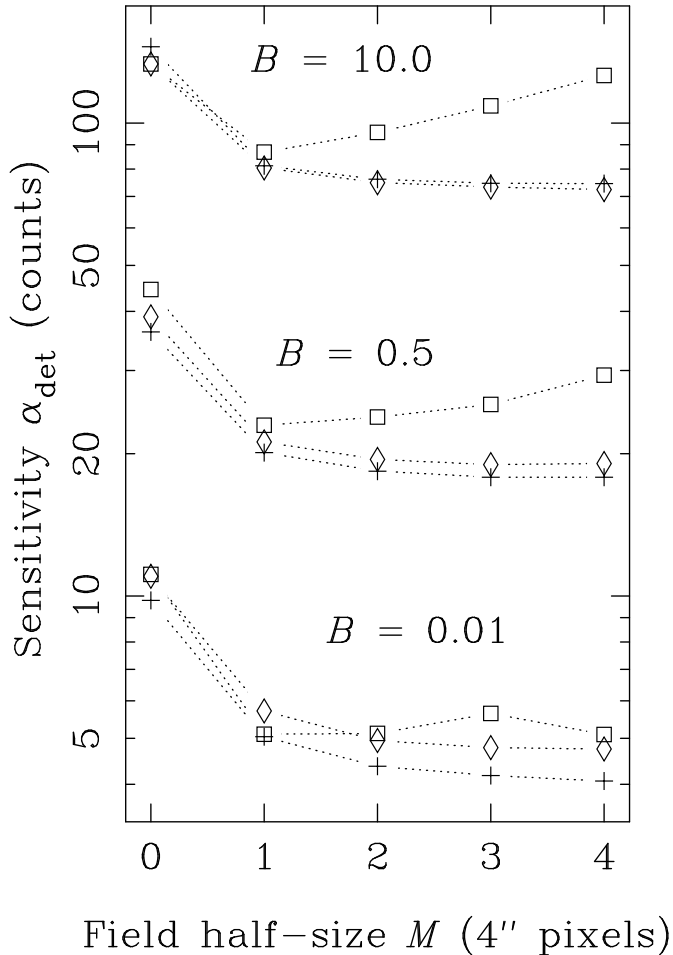 B = 10.0
100
50
B = 0.5
20
10
B = 0.01
5
Sensitivity α_det (counts)
0 1 2 3 4
Field half−size M (4'' pixels)